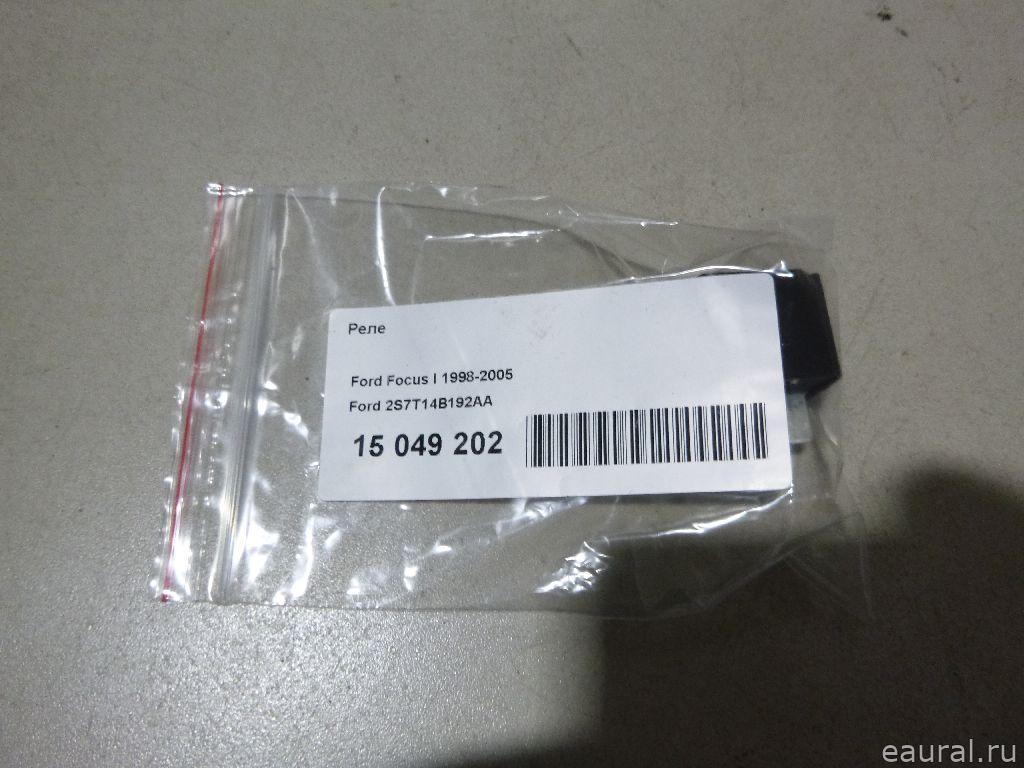 Реле
Ford Focus I 1998-2005
Ford 2S7T14B192AA
15 049 202
eaural.ru